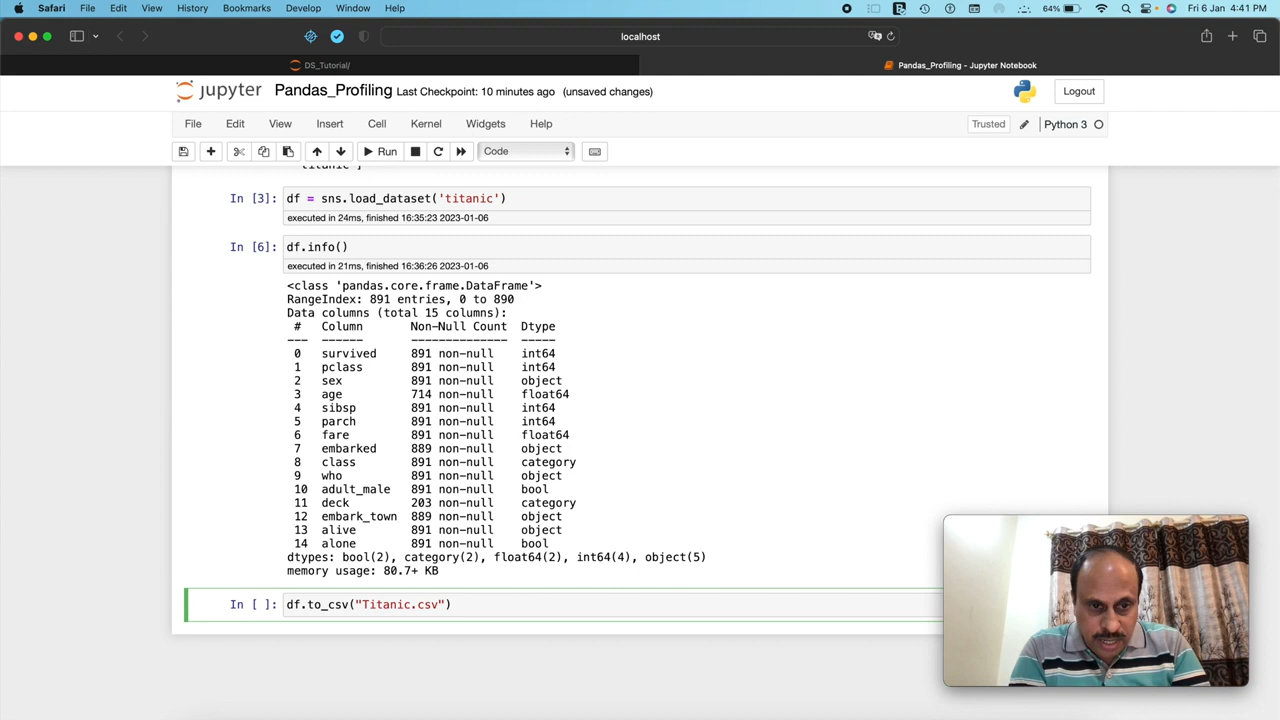 Safari File Edit View History Bookmarks Develop Window Help 64% Fri 6 Jan 4:41 PM
localhost
DS_Tutorial/ Pandas_Profiling - Jupyter Notebook
jupyter Pandas_Profiling Last Checkpoint: 10 minutes ago (unsaved changes) Logout
File Edit View Insert Cell Kernel Widgets Help Trusted Python 3
Run Code
In [3]: df = sns.load_dataset('titanic')
executed in 24ms, finished 16:35:23 2023-01-06
In [6]: df.info()
executed in 21ms, finished 16:36:26 2023-01-06
<class 'pandas.core.frame.DataFrame'>
RangeIndex: 891 entries, 0 to 890
Data columns (total 15 columns):
# Column Non-Null Count Dtype
--- ------ -------------- -----
0 survived 891 non-null int64
1 pclass 891 non-null int64
2 sex 891 non-null object
3 age 714 non-null float64
4 sibsp 891 non-null int64
5 parch 891 non-null int64
6 fare 891 non-null float64
7 embarked 889 non-null object
8 class 891 non-null category
9 who 891 non-null object
10 adult_male 891 non-null bool
11 deck 203 non-null category
12 embark_town 889 non-null object
13 alive 891 non-null object
14 alone 891 non-null bool
dtypes: bool(2), category(2), float64(2), int64(4), object(5)
memory usage: 80.7+ KB
In [ ]: df.to_csv("Titanic.csv")